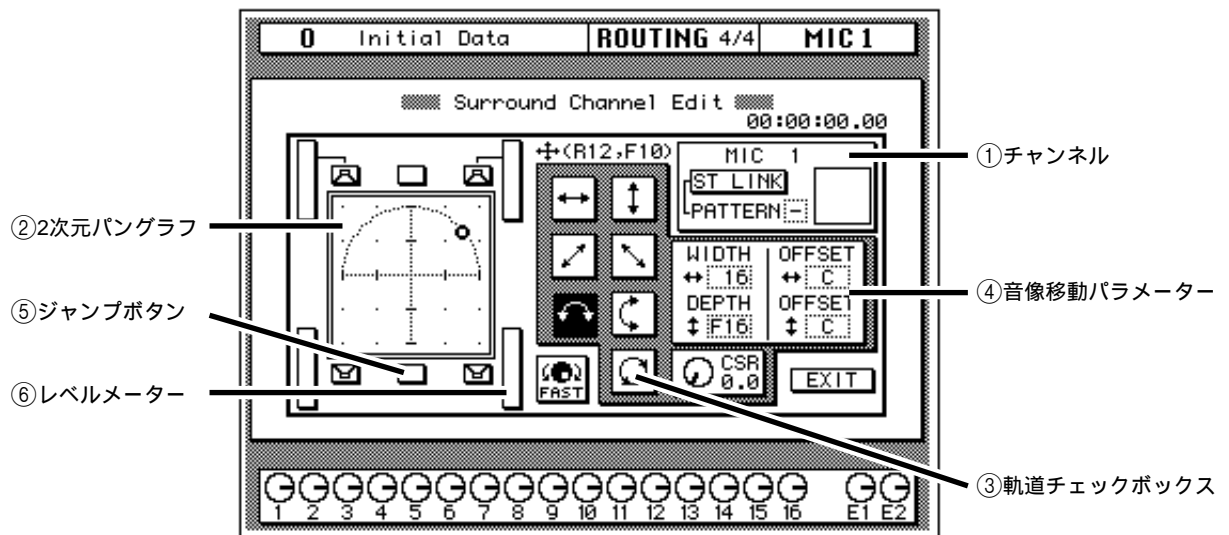 0 Initial Data ROUTING 4/4 MIC 1
Surround Channel Edit
00:00:00.00
(R12,F10)
MIC 1
ST LINK
PATTERN -
WIDTH OFFSET
16 C
DEPTH OFFSET
F16 C
FAST
CSR
0.0
EXIT
1 2 3 4 5 6 7 8 9 10 11 12 13 14 15 16 E1 E2
①チャンネル
②2次元パングラフ
④音像移動パラメーター
⑤ジャンプボタン
⑥レベルメーター
③軌道チェックボックス